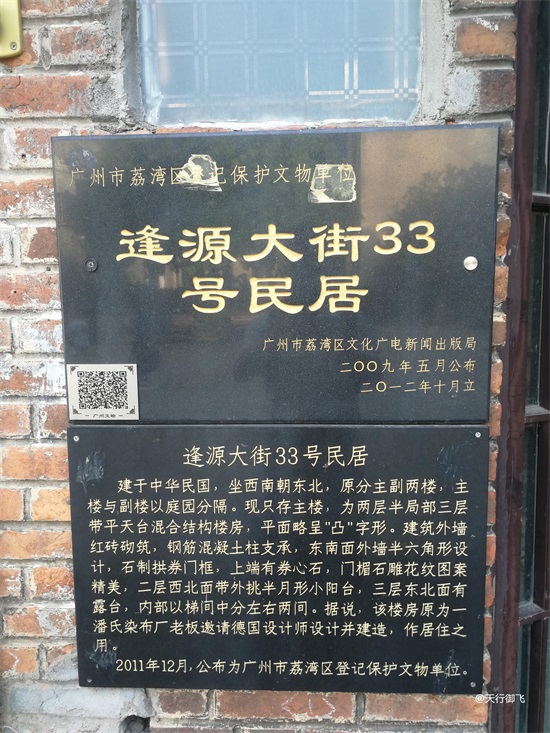 广州市荔湾区登记保护文物单位
逢源大街33
号民居
广州市荔湾区文化广电新闻出版局
二〇〇九年五月公布
二〇一二年十月立
广州文物
逢源大街33号民居
建于中华民国，坐西南朝东北，原分主副两楼，主
楼与副楼以庭园分隔。现只存主楼，为两层半局部三层
带平天台混合结构楼房，平面略呈"凸"字形。建筑外墙
红砖砌筑，钢筋混凝土柱支承，东南面外墙半六角形设
计，石制拱券门框，上端有券心石，门楣石雕花纹图案
精美，二层西北面带外挑半月形小阳台，三层东北面有
露台，内部以梯间中分左右两间。据说，该楼房原为一
潘氏染布厂老板邀请德国设计师设计并建造，作居住之
用。
2011年12月，公布为广州市荔湾区登记保护文物单位。
@天行御飞